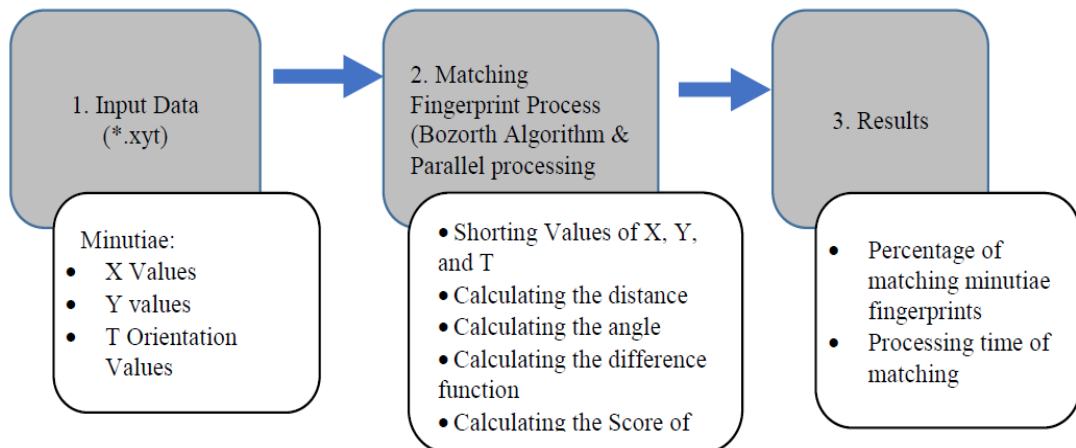 1. Input Data
(*.xyt)
Minutiae:
• X Values
• Y values
• T Orientation
Values
2. Matching
Fingerprint Process
(Bozorth Algorithm &
Parallel processing
• Shorting Values of X, Y,
and T
• Calculating the distance
• Calculating the angle
• Calculating the difference
function
• Calculating the Score of
3. Results
• Percentage of
matching minutiae
fingerprints
• Processing time of
matching